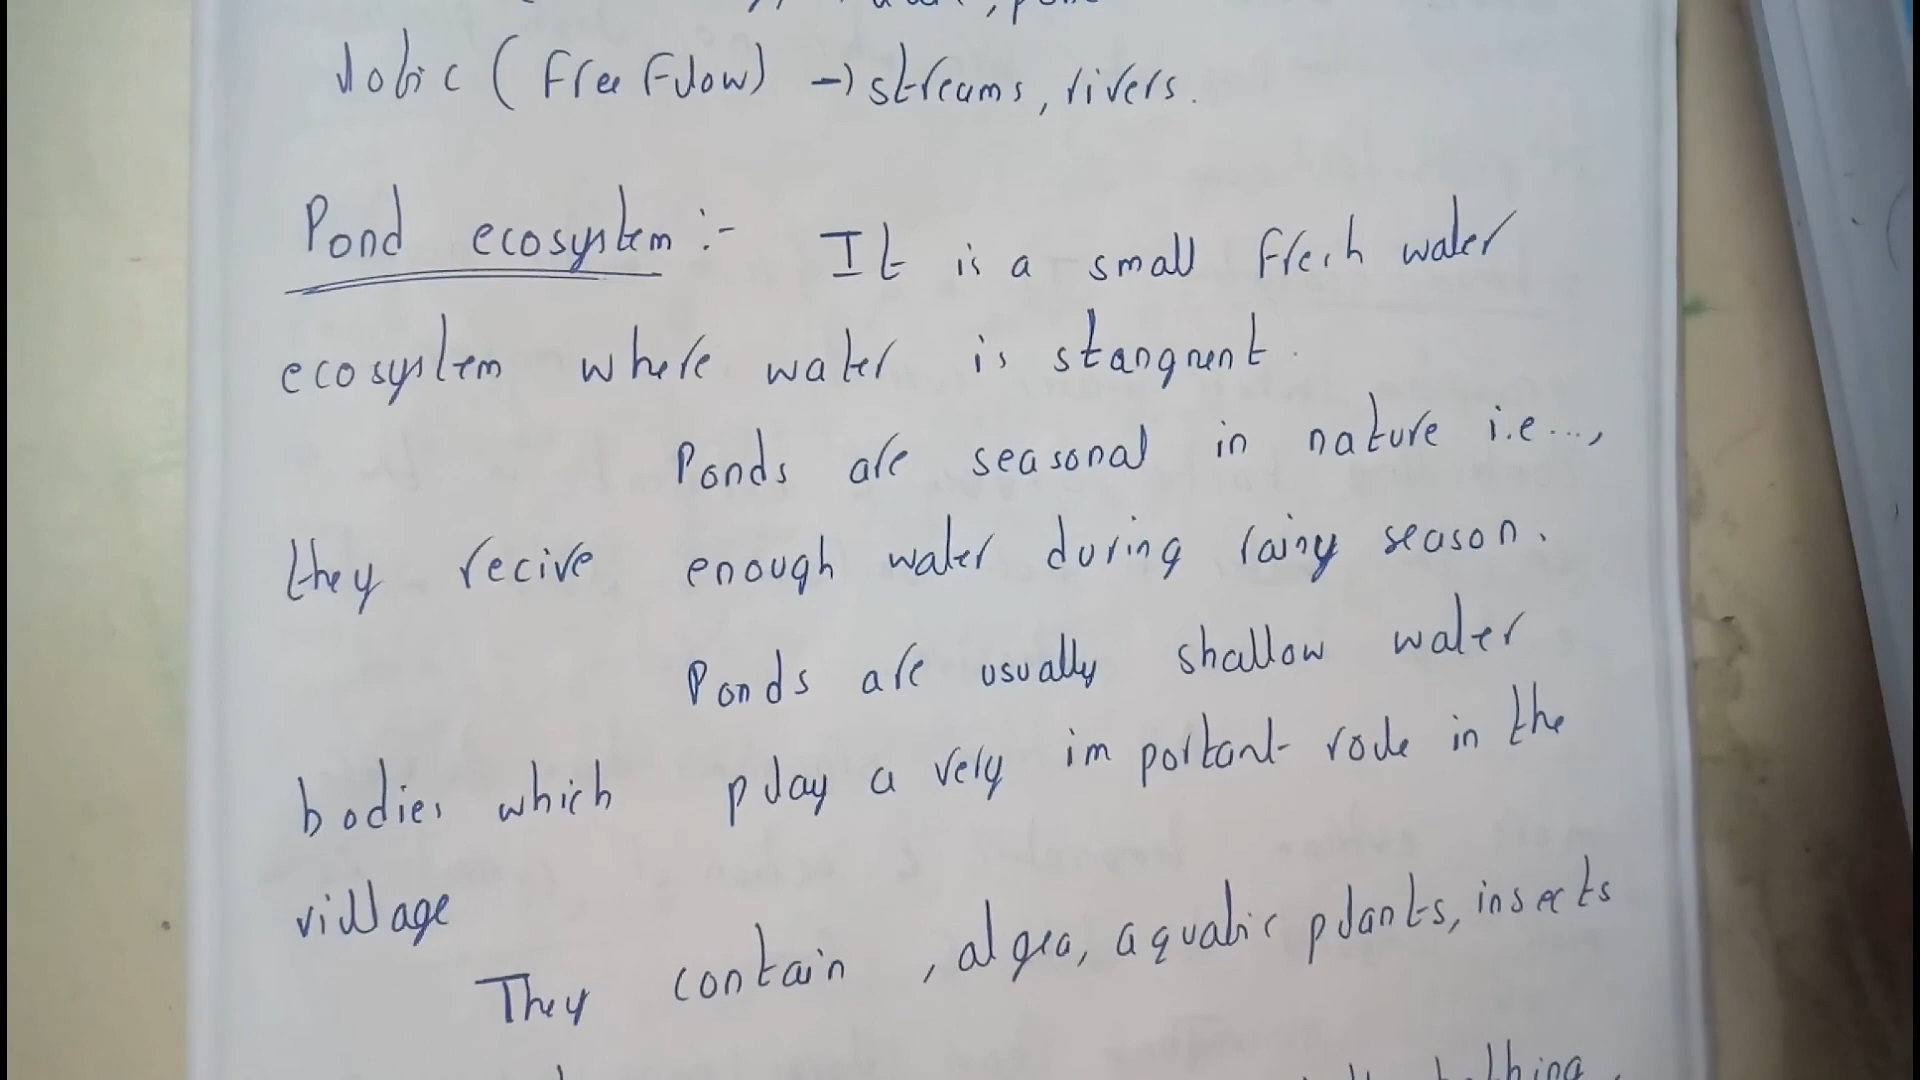 lotic (Free Flow) → streams, rivers.
Pond ecosystem :- It is a small fresh water
ecosystem where water is stangnent.
Ponds are seasonal in nature i.e...,
they recive enough water during rainy season.
Ponds are usually shallow water
bodies which play a very important role in the
village
They contain , algea, aquatic plants, insects